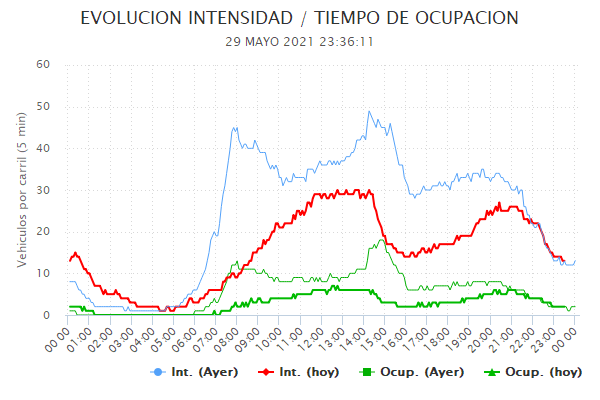 EVOLUCION INTENSIDAD / TIEMPO DE OCUPACION
29 MAYO 2021 23:36:11
Vehiculos por carril (5 min)
60
50
40
30
20
10
0
00:00 01:00 02:00 03:00 04:00 05:00 06:00 07:00 08:00 09:00 10:00 11:00 12:00 13:00 14:00 15:00 16:00 17:00 18:00 19:00 20:00 21:00 22:00 23:00 00:00
Int. (Ayer) Int. (hoy) Ocup. (Ayer) Ocup. (hoy)